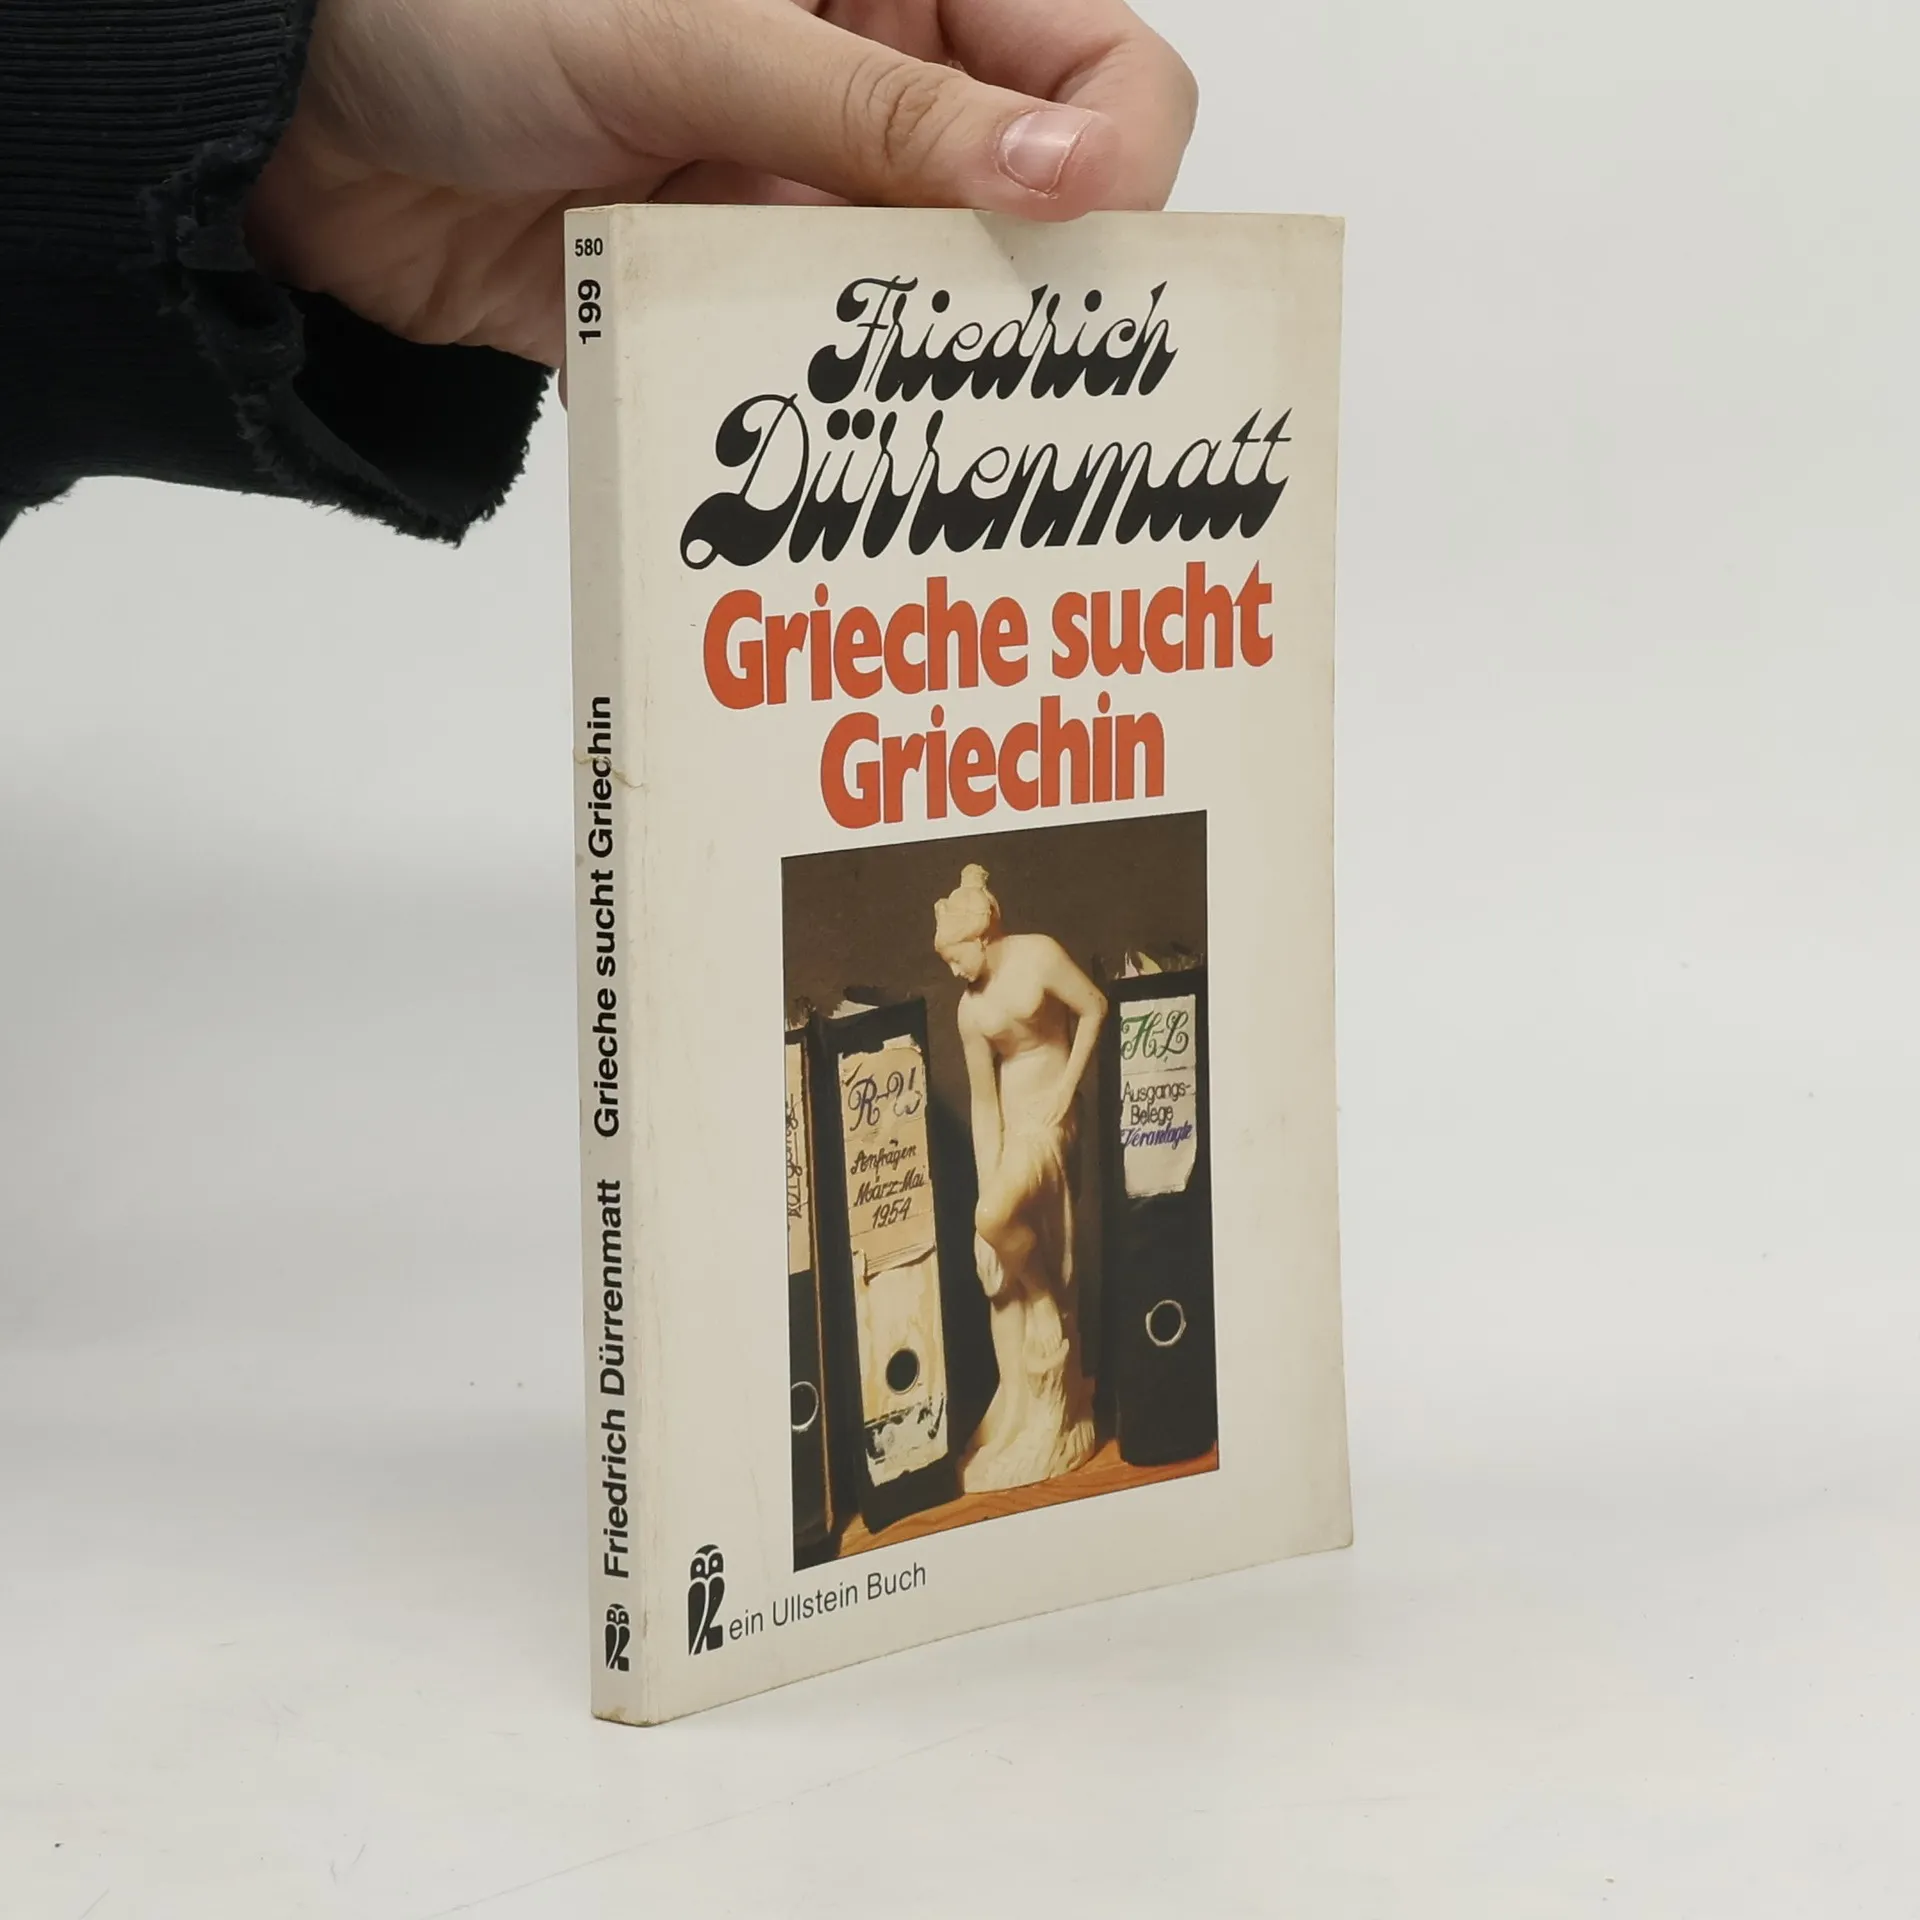 580
199
Friedrich Dürrenmatt Grieche sucht Griechin
Friedrich
Dürrenmatt
Grieche sucht
Griechin
R-U
Anfragen
März-Mai
1954
H-L
Ausgangs-
Belege
Veranlagte
ein Ullstein Buch